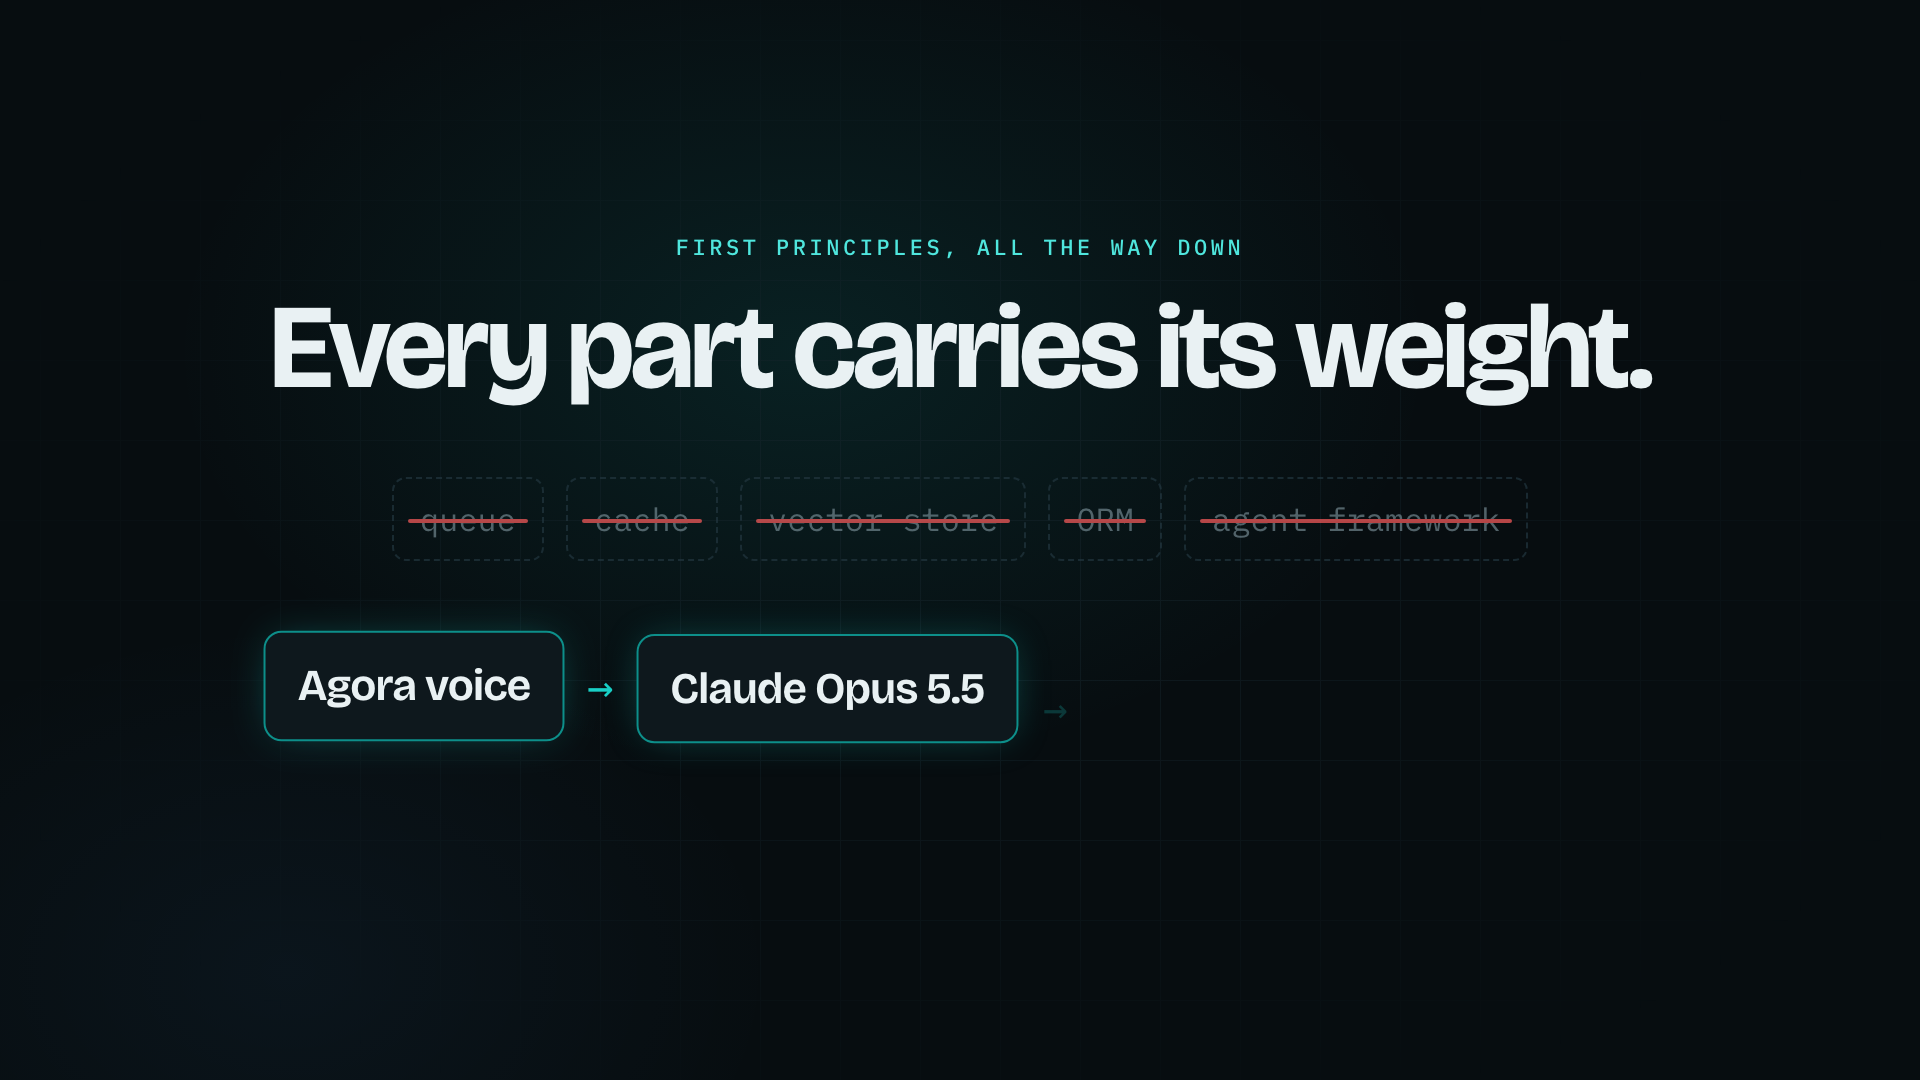 FIRST PRINCIPLES, ALL THE WAY DOWN
Every part carries its weight.
queue cache vector store ORM agent framework
Agora voice → Claude Opus 5.5 →